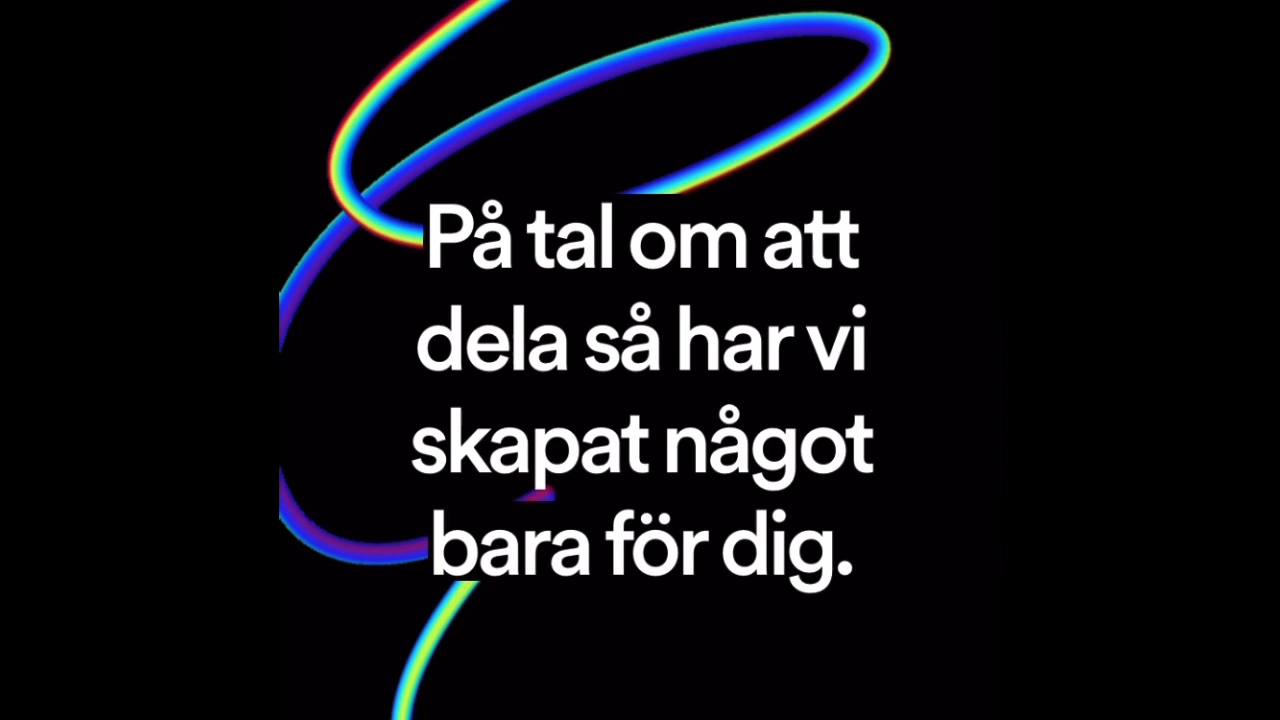 På tal om att
dela så har vi
skapat något
bara för dig.